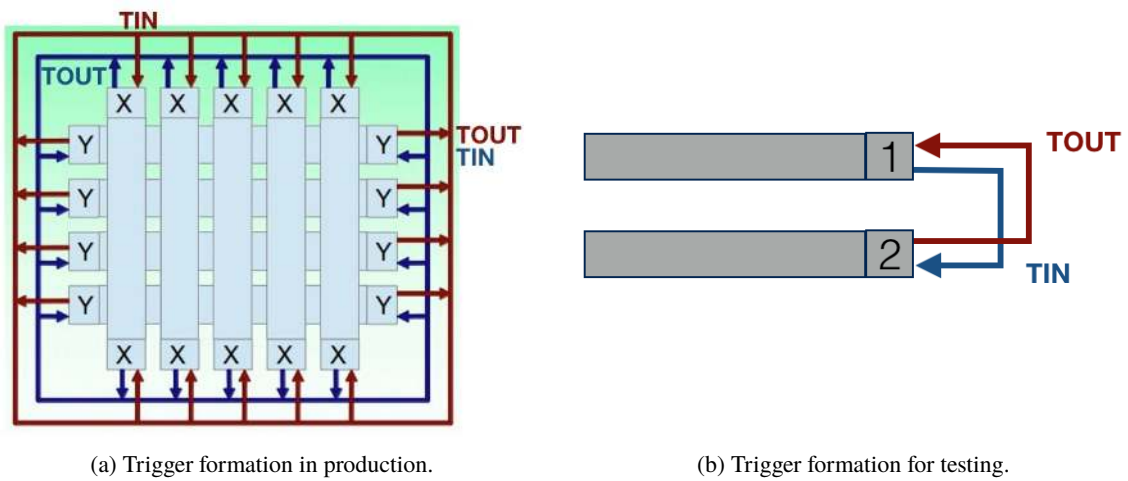 TIN
TOUT
X X X X X
Y Y
TOUT
TIN
Y Y
Y Y
Y Y
X X X X X
1
TOUT
2
TIN
(a) Trigger formation in production.
(b) Trigger formation for testing.